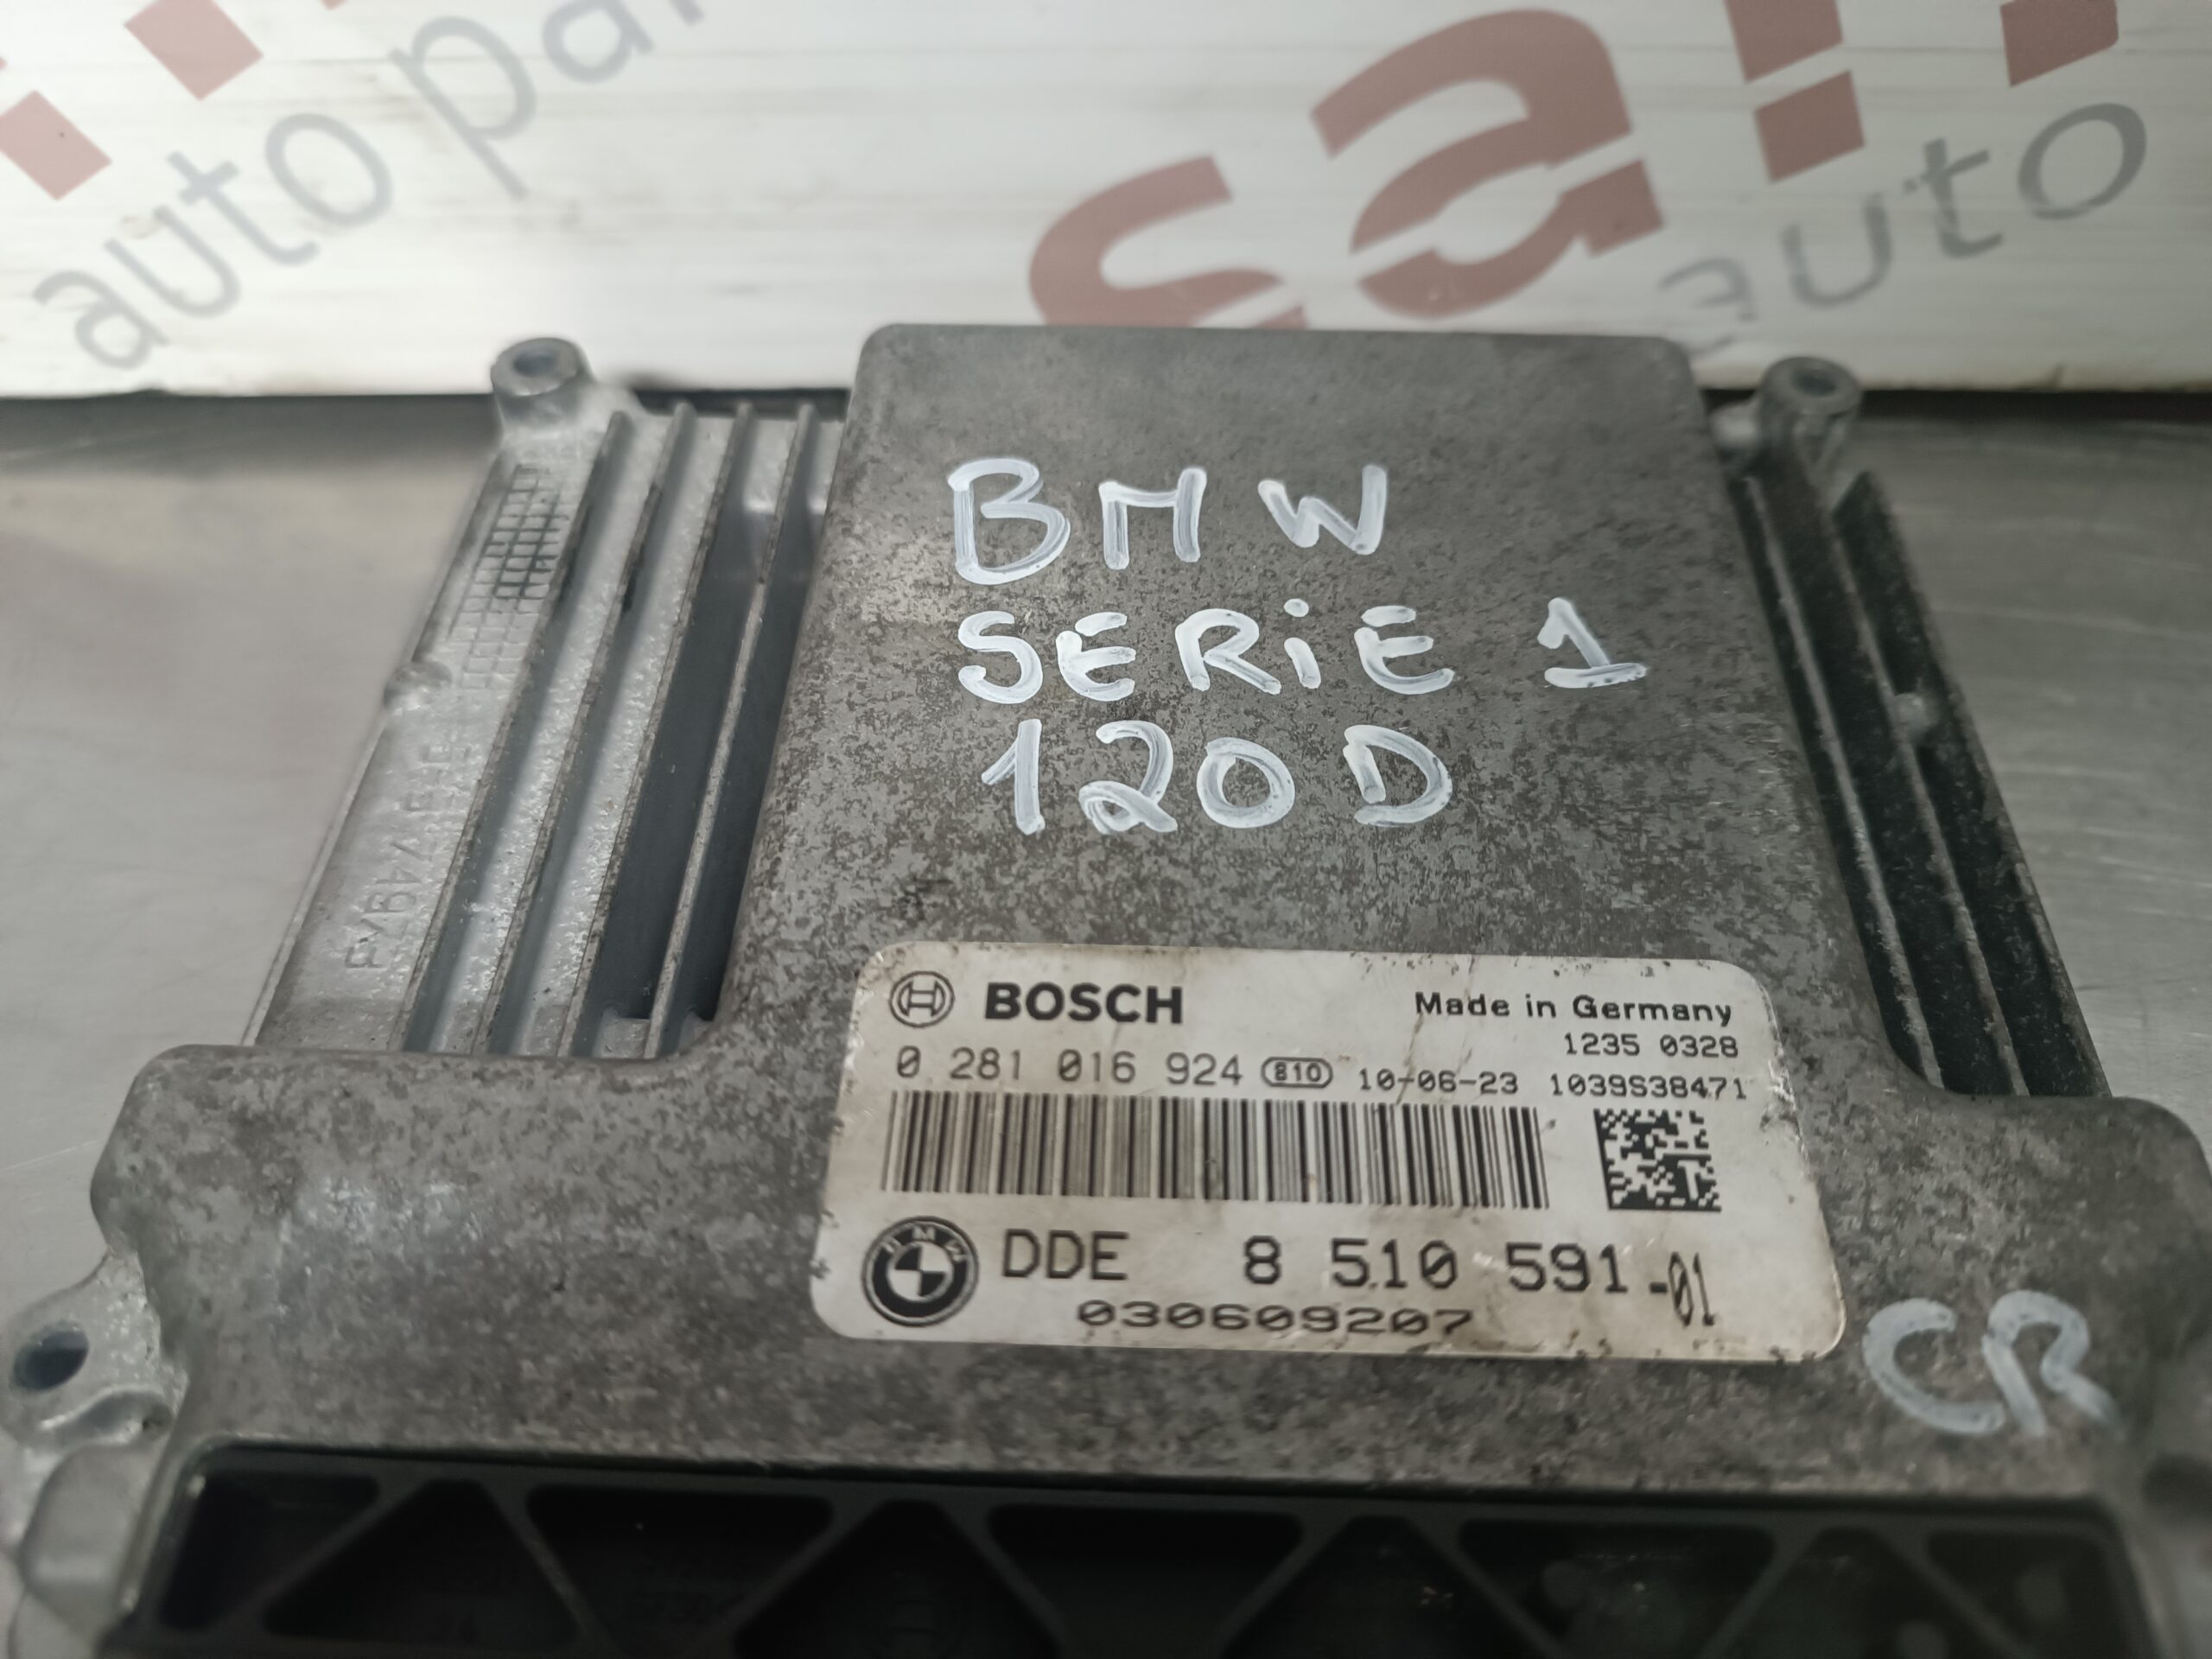 auto par
auto
BMW
SERiE 1
120D
BOSCH
Made in Germany
1235 0328
0 281 016 924 810 10-06-23 1039S38471
BMW
DDE 8 510 591-01
030609207
CR